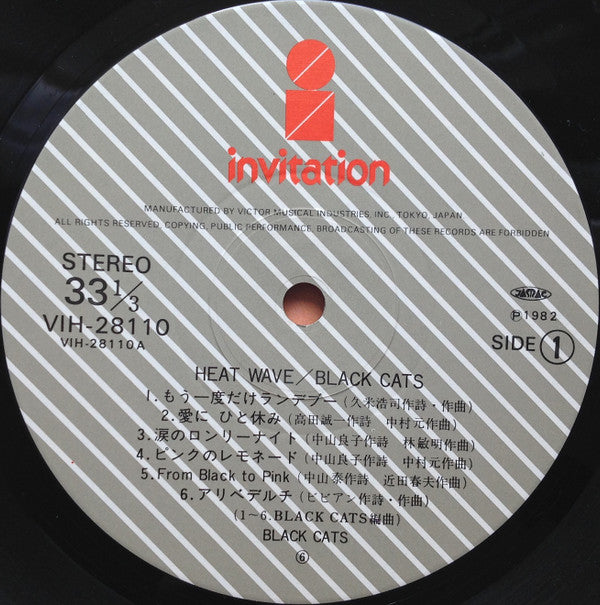 invitation
MANUFACTURED BY VICTOR MUSICAL INDUSTRIES, INC., TOKYO, JAPAN
ALL RIGHTS RESERVED, COPYING, PUBLIC PERFORMANCE, BROADCASTING OF THESE RECORDS ARE FORBIDDEN
STEREO
33 1/3
VIH-28110
VIH-28110A
JASRAC
Ⓟ1982
SIDE 1
HEAT WAVE/BLACK CATS
1.もう一度だけランデブー(久米浩司作詩・作曲)
2.愛に ひと休み(高田誠一作詩 中村元作曲)
3.涙のロンリーナイト(中山良子作詩 林敏明作曲)
4.ピンクのレモネード(中山良子作詩 中村元作曲)
5.From Black to Pink(中山泰作詩 近田春夫作曲)
6.アリベデルチ(ビビアン作詩・作曲)
(1~6.BLACK CATS編曲)
BLACK CATS
⑥